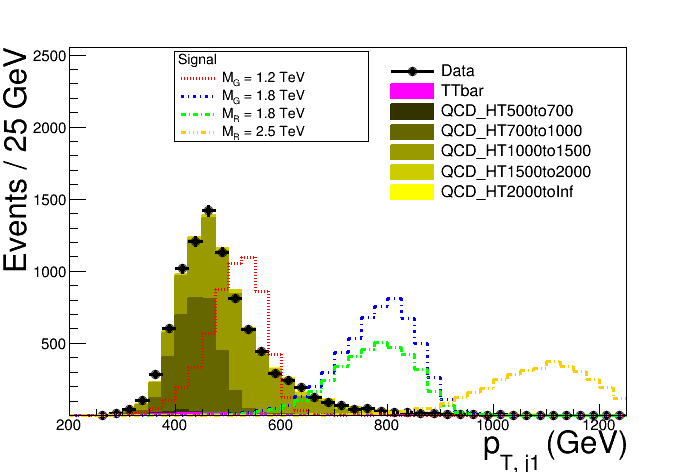 Events / 25 GeV
2500
2000
1500
1000
500
Signal
M_G = 1.2 TeV
M_G = 1.8 TeV
M_R = 1.8 TeV
M_R = 2.5 TeV
Data
TTbar
QCD_HT500to700
QCD_HT700to1000
QCD_HT1000to1500
QCD_HT1500to2000
QCD_HT2000toInf
200 400 600 800 1000 1200
p_T, j1 (GeV)